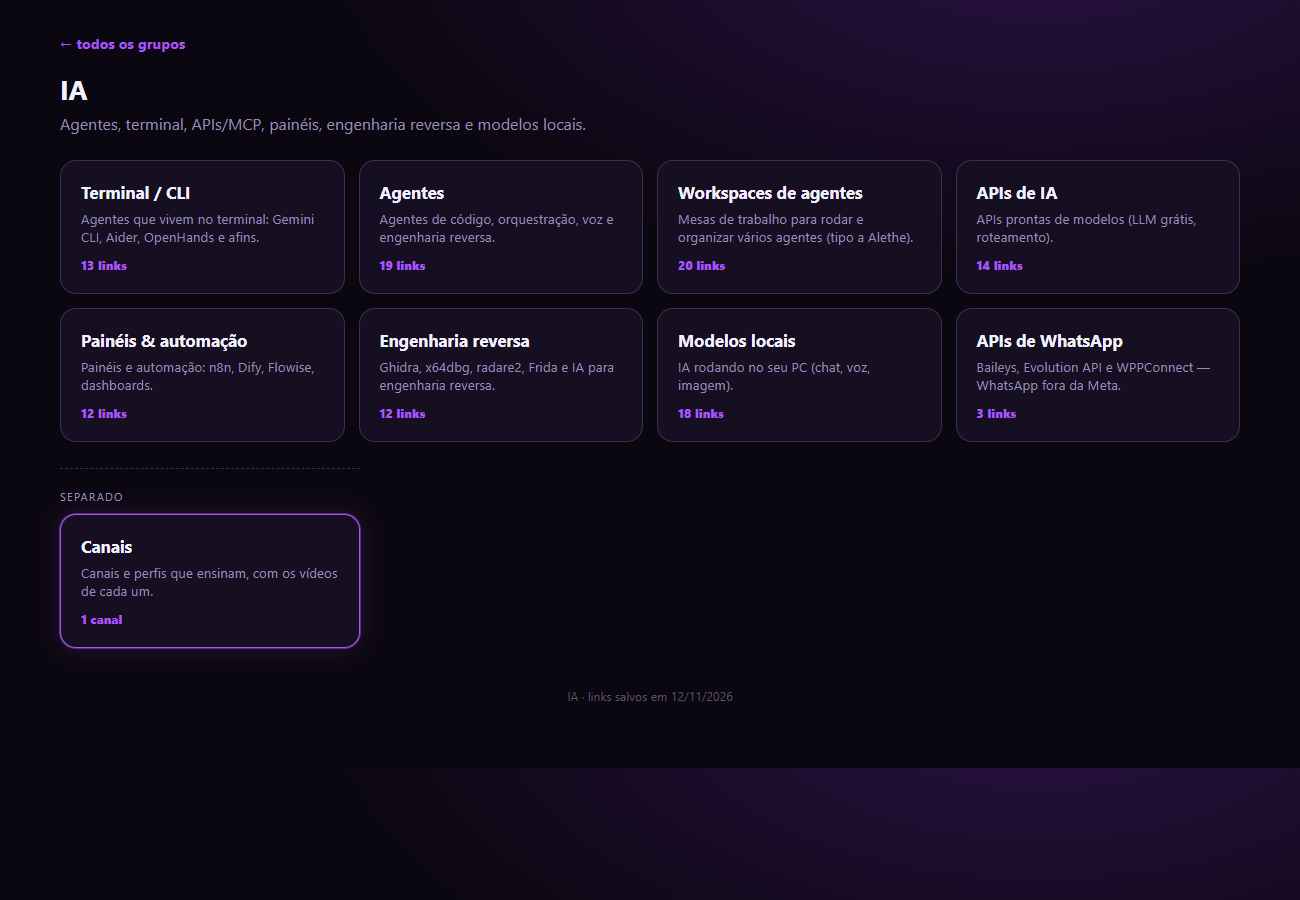 ← todos os grupos
IA
Agentes, terminal, APIs/MCP, painéis, engenharia reversa e modelos locais.
Terminal / CLI
Agentes que vivem no terminal: Gemini
CLI, Aider, OpenHands e afins.
13 links
Agentes
Agentes de código, orquestração, voz e
engenharia reversa.
19 links
Workspaces de agentes
Mesas de trabalho para rodar e
organizar vários agentes (tipo a Alethe).
20 links
APIs de IA
APIs prontas de modelos (LLM grátis,
roteamento).
14 links
Painéis & automação
Painéis e automação: n8n, Dify, Flowise,
dashboards.
12 links
Engenharia reversa
Ghidra, x64dbg, radare2, Frida e IA para
engenharia reversa.
12 links
Modelos locais
IA rodando no seu PC (chat, voz,
imagem).
18 links
APIs de WhatsApp
Baileys, Evolution API e WPPConnect —
WhatsApp fora da Meta.
3 links
SEPARADO
Canais
Canais e perfis que ensinam, com os vídeos
de cada um.
1 canal
IA · links salvos em 12/11/2026